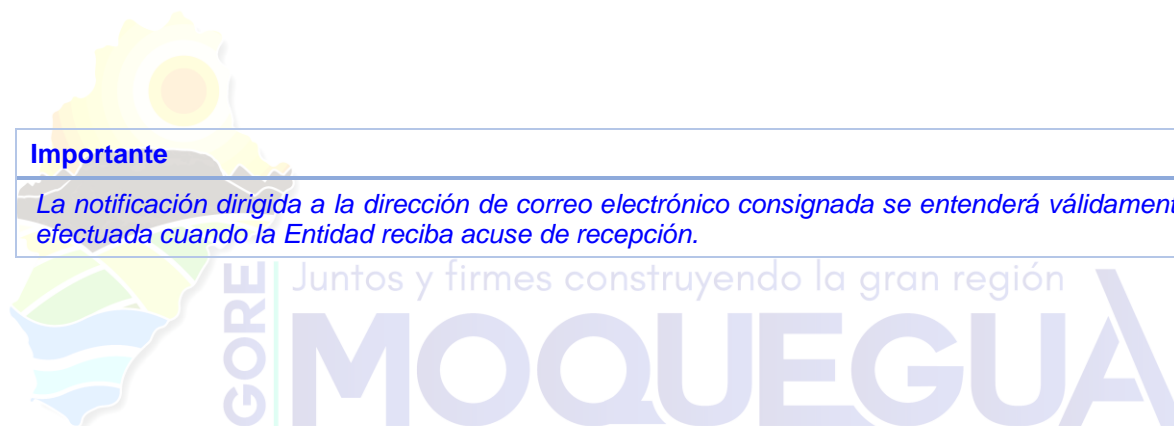 Importante
La notificación dirigida a la dirección de correo electrónico consignada se entenderá válidament
efectuada cuando la Entidad reciba acuse de recepción.
Juntos y firmes construyendo la gran región
GORE
MOQUEGUA